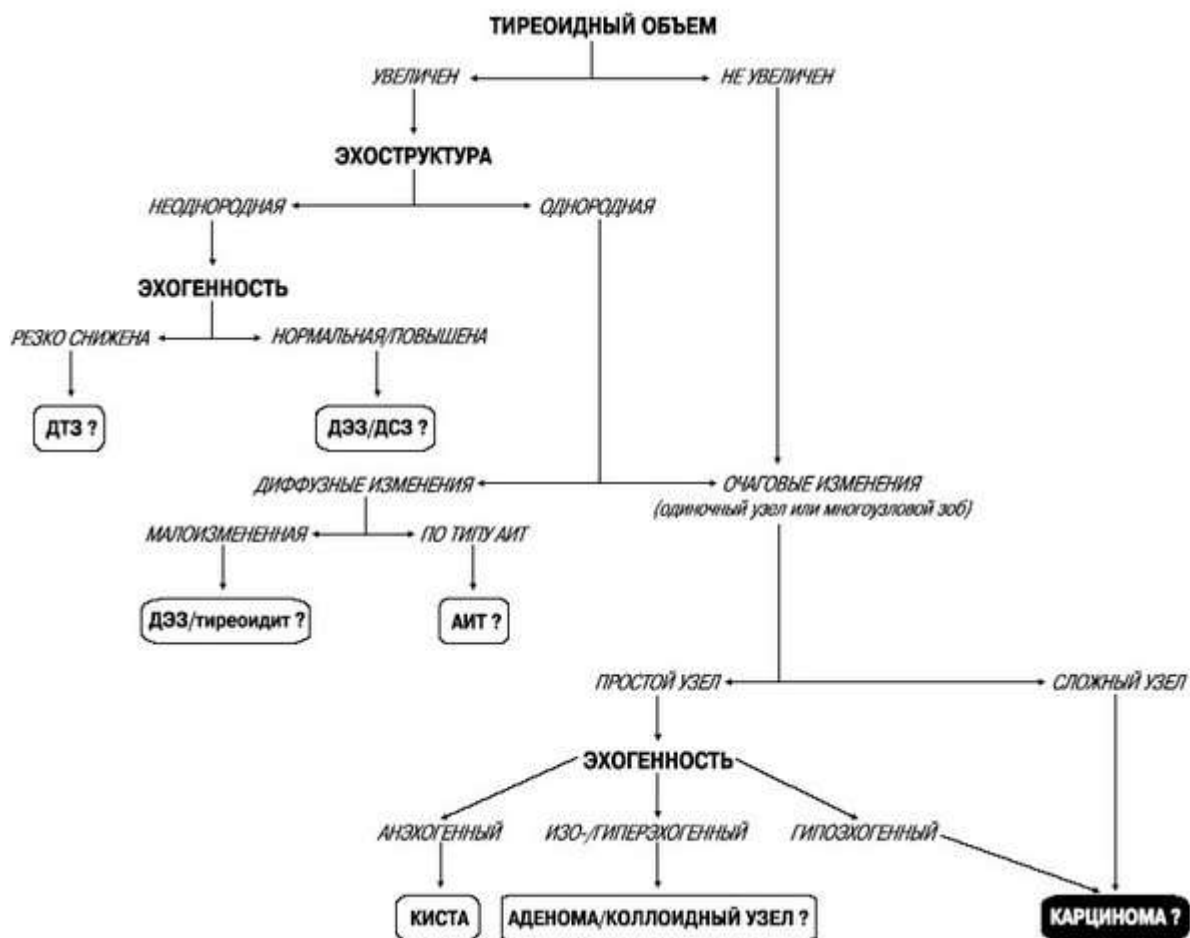 ТИРЕОИДНЫЙ ОБЪЕМ
УВЕЛИЧЕН
НЕ УВЕЛИЧЕН
ЭХОСТРУКТУРА
НЕОДНОРОДНАЯ
ОДНОРОДНАЯ
ЭХОГЕННОСТЬ
РЕЗКО СНИЖЕНА
НОРМАЛЬНАЯ/ПОВЫШЕНА
ДТЗ ?
ДЭЗ/ДСЗ ?
ДИФФУЗНЫЕ ИЗМЕНЕНИЯ
ОЧАГОВЫЕ ИЗМЕНЕНИЯ
(одиночный узел или многоузловой зоб)
МАЛОИЗМЕНЕННАЯ
ПО ТИПУ АИТ
ДЭЗ/тиреоидит ?
АИТ ?
ПРОСТОЙ УЗЕЛ
СЛОЖНЫЙ УЗЕЛ
ЭХОГЕННОСТЬ
АНЭХОГЕННЫЙ
ИЗО-/ГИПЕРЭХОГЕННЫЙ
ГИПОЭХОГЕННЫЙ
КИСТА
АДЕНОМА/КОЛЛОИДНЫЙ УЗЕЛ ?
КАРЦИНОМА ?